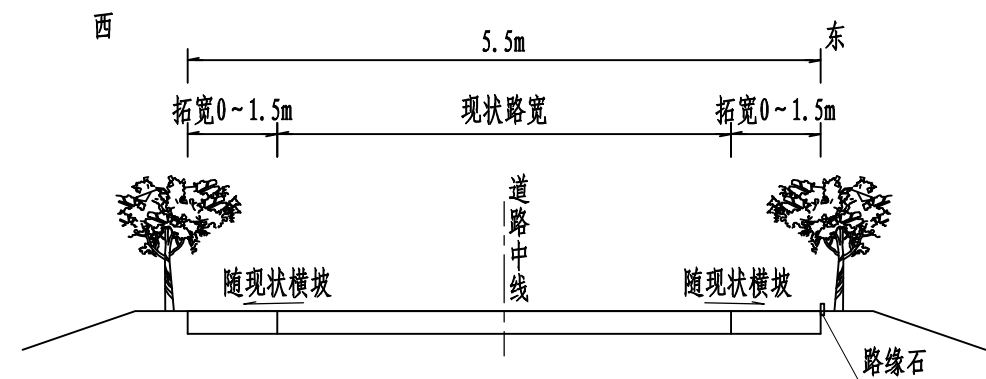 西
东
5.5m
拓宽0~1.5m
现状路宽
拓宽0~1.5m
道路中线
随现状横坡
随现状横坡
路缘石